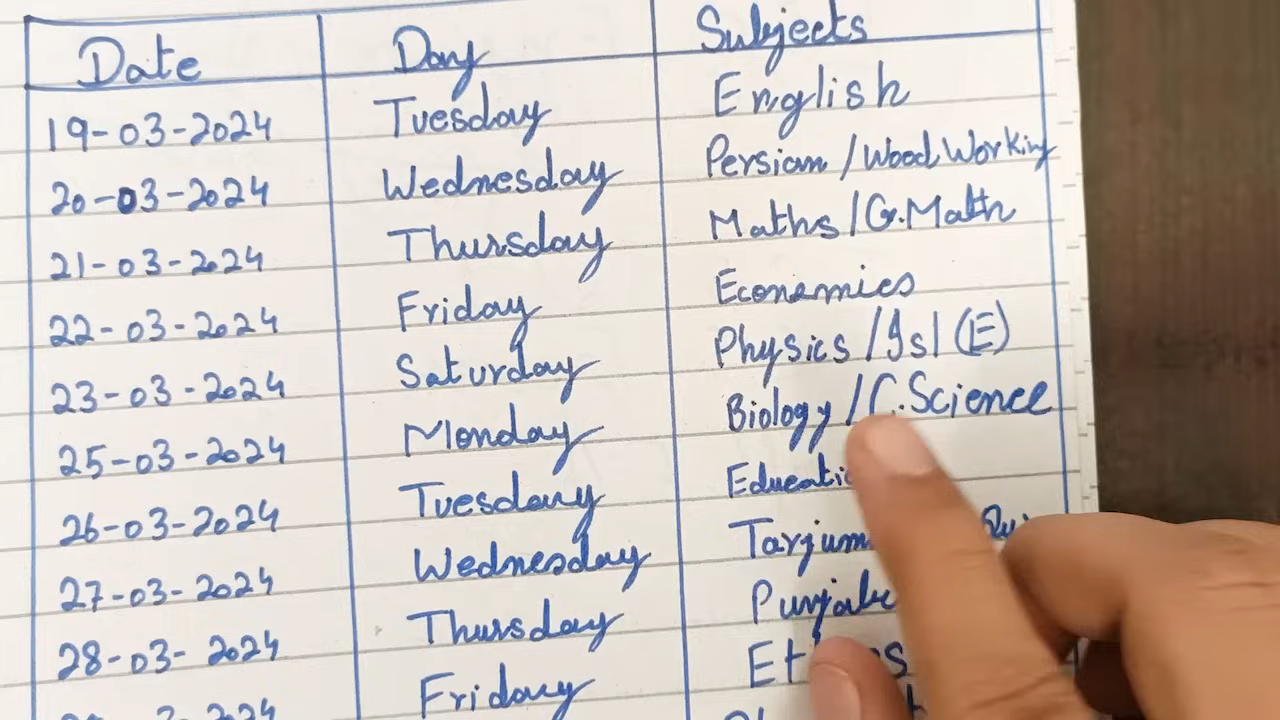 Date Day Subjects
19-03-2024 Tuesday English
20-03-2024 Wednesday Persian / Wood Working
21-03-2024 Thursday Maths / G.Math
22-03-2024 Friday Economics
23-03-2024 Saturday Physics / Isl (E)
25-03-2024 Monday Biology / C.Science
26-03-2024 Tuesday
27-03-2024 Wednesday
28-03-2024 Thursday
Friday